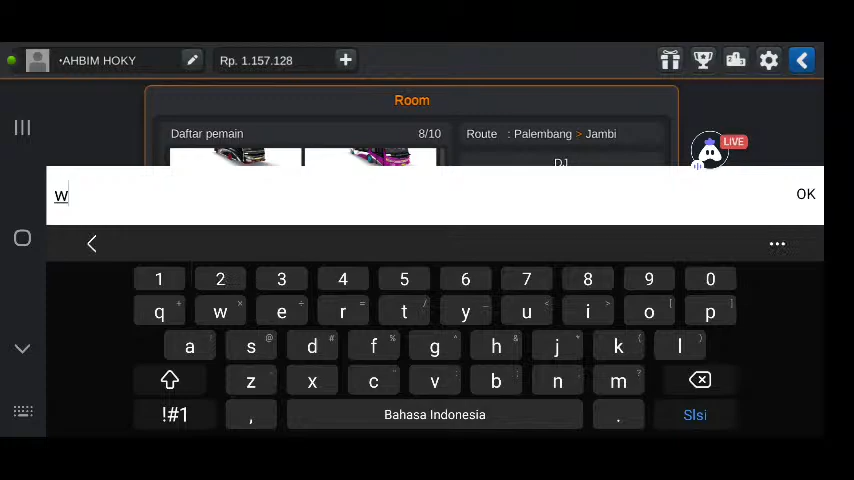 •AHBIM HOKY
Rp. 1.157.128
Room
Daftar pemain 8/10
Route : Palembang > Jambi
DJ
LIVE
w
OK
1 2 3 4 5 6 7 8 9 0
q w e r t y u i o p
a s d f g h j k l
z x c v b n m
!#1 , Bahasa Indonesia . Slsi